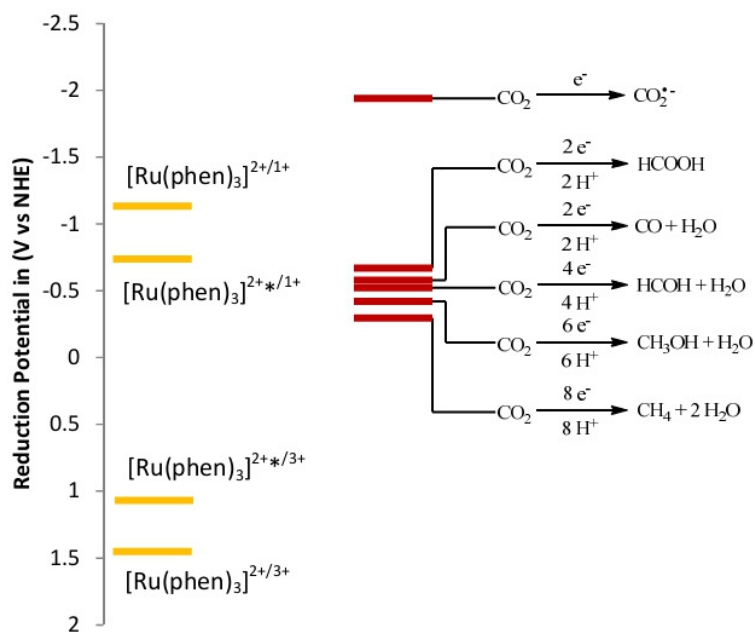 -2.5
-2
-1.5
-1
-0.5
0
0.5
1
1.5
2
Reduction Potential in (V vs NHE)
[Ru(phen)₃]²⁺/¹⁺
[Ru(phen)₃]²⁺*/¹⁺
[Ru(phen)₃]²⁺*/³⁺
[Ru(phen)₃]²⁺/³⁺
CO₂ e⁻ CO₂•⁻
CO₂ 2 e⁻ 2 H⁺ HCOOH
CO₂ 2 e⁻ 2 H⁺ CO + H₂O
CO₂ 4 e⁻ 4 H⁺ HCOH + H₂O
CO₂ 6 e⁻ 6 H⁺ CH₃OH + H₂O
CO₂ 8 e⁻ 8 H⁺ CH₄ + 2 H₂O